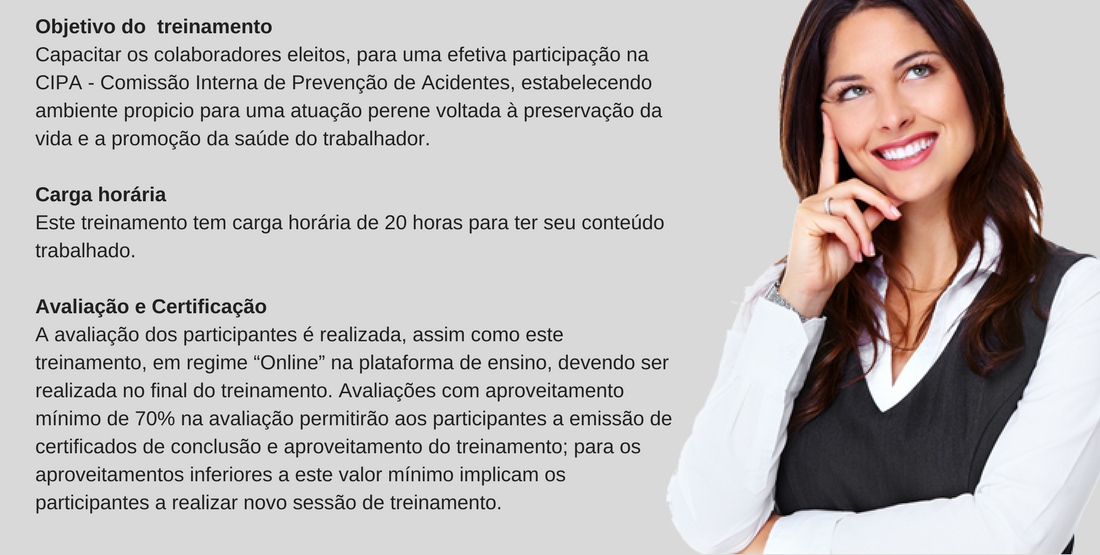 Objetivo do  treinamento
Capacitar os colaboradores eleitos, para uma efetiva participação na
CIPA - Comissão Interna de Prevenção de Acidentes, estabelecendo
ambiente propicio para uma atuação perene voltada à preservação da
vida e a promoção da saúde do trabalhador.
Carga horária
Este treinamento tem carga horária de 20 horas para ter seu conteúdo
trabalhado.
Avaliação e Certificação
A avaliação dos participantes é realizada, assim como este
treinamento, em regime “Online” na plataforma de ensino, devendo ser
realizada no final do treinamento. Avaliações com aproveitamento
mínimo de 70% na avaliação permitirão aos participantes a emissão de
certificados de conclusão e aproveitamento do treinamento; para os
aproveitamentos inferiores a este valor mínimo implicam os
participantes a realizar novo sessão de treinamento.